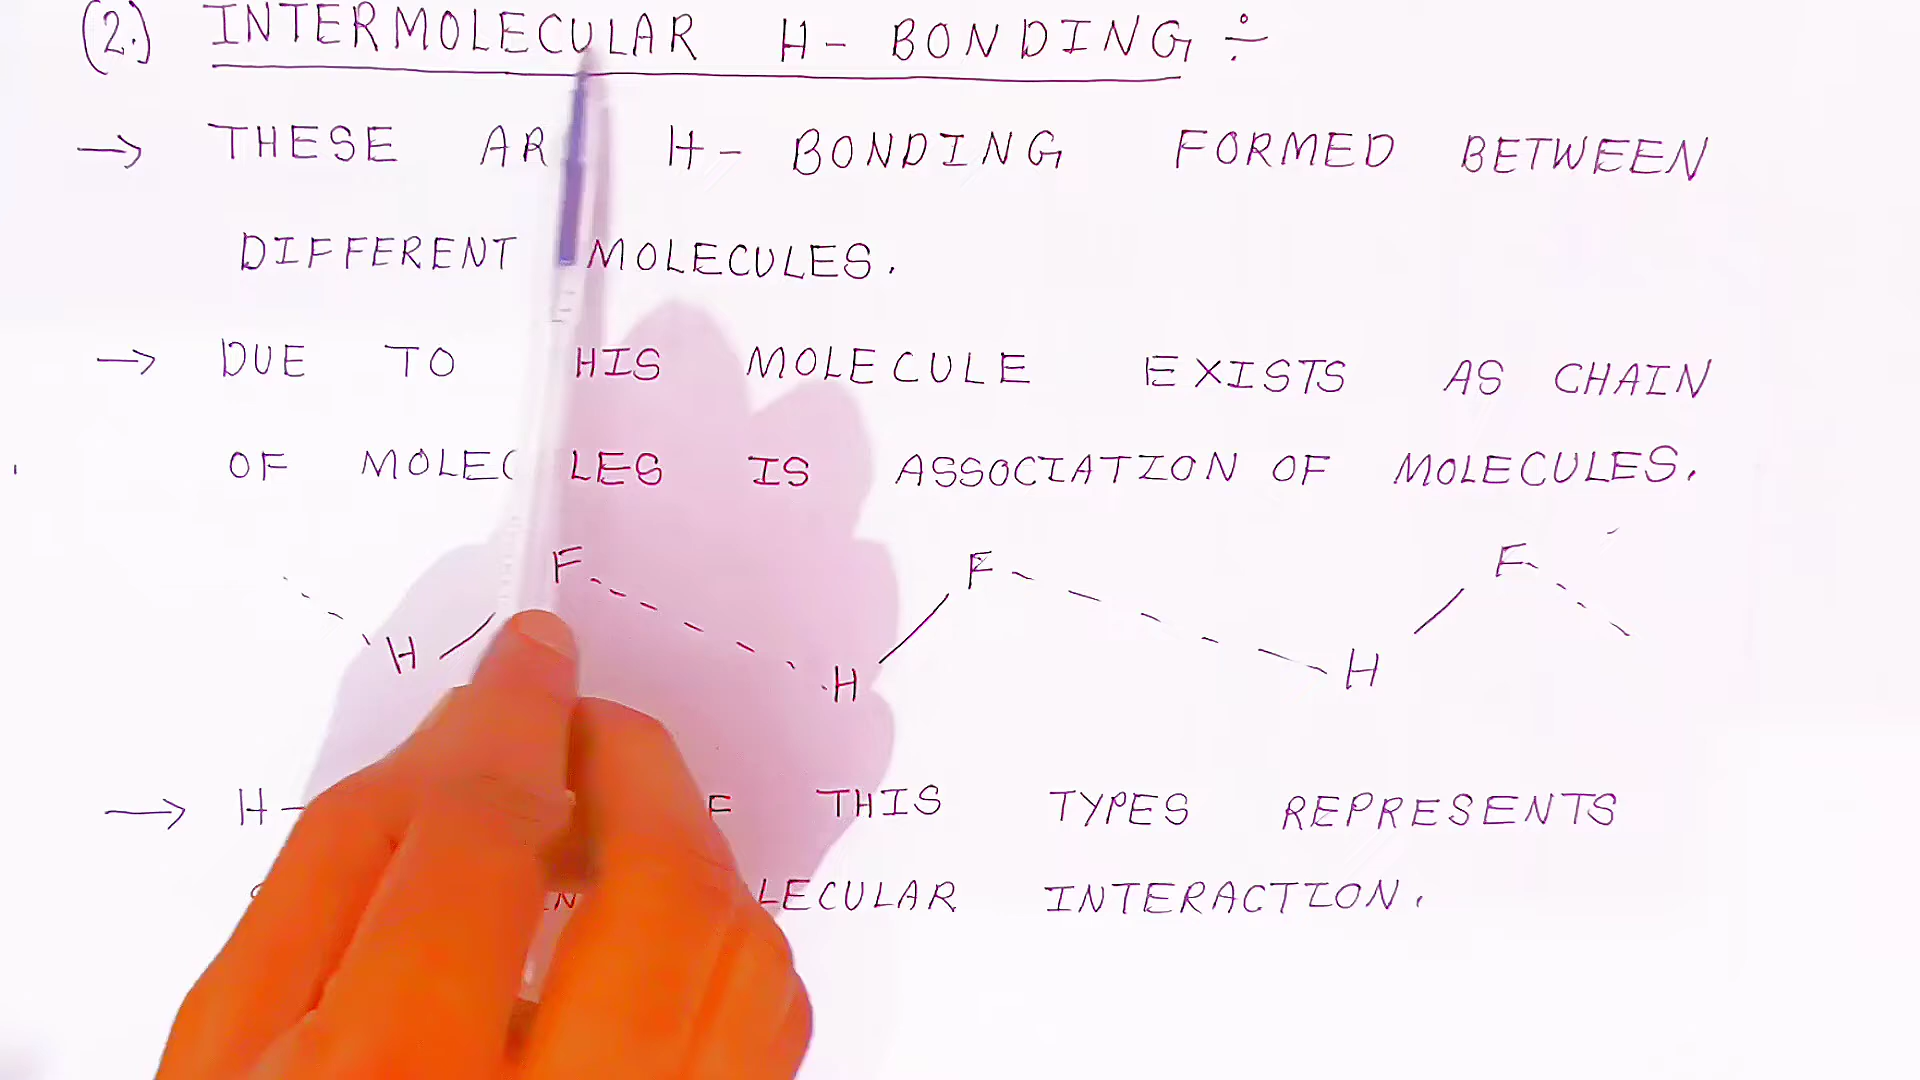 (2.) INTERMOLECULAR H- BONDING ÷
→ THESE AR H- BONDING FORMED BETWEEN
DIFFERENT MOLECULES.
→ DUE TO HIS MOLECULE EXISTS AS CHAIN
OF MOLEC LES IS ASSOCIATION OF MOLECULES.
F F F
H H H
→ H- F THIS TYPES REPRESENTS
LECULAR INTERACTION.